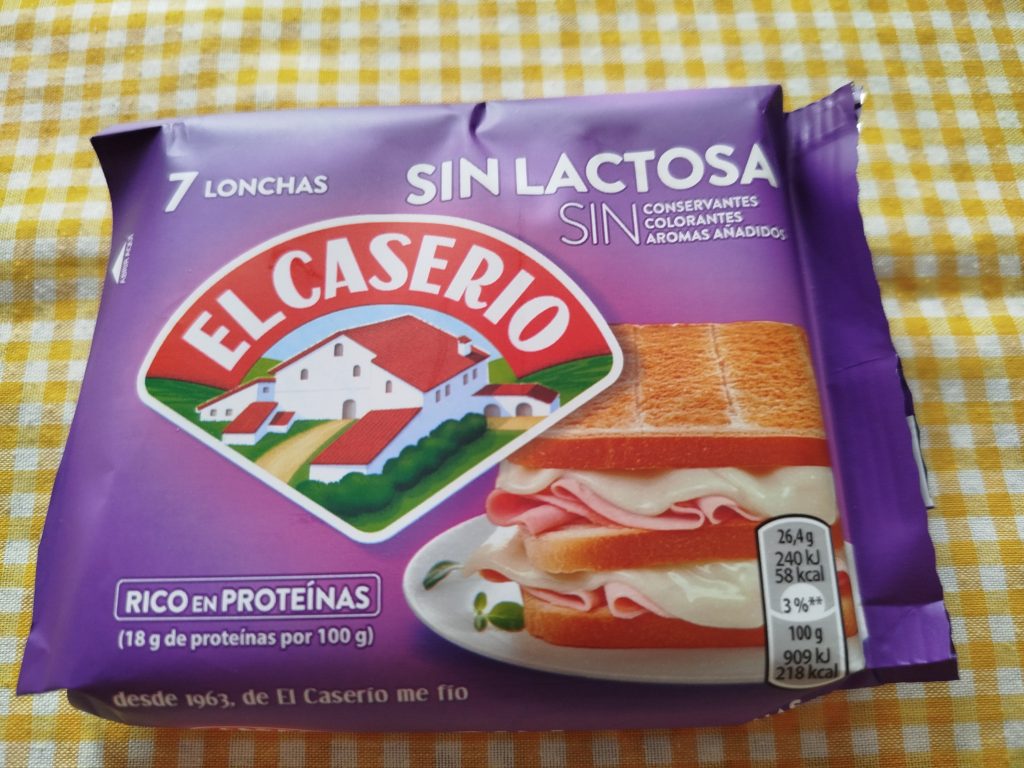 7 LONCHAS
SIN LACTOSA
SIN CONSERVANTES
COLORANTES
AROMAS AÑADIDOS
EL CASERIO
RICO EN PROTEÍNAS
(18 g de proteínas por 100 g)
desde 1963, de El Caserío me fío
26,4 g
240 kJ
58 kcal
3%**
100 g
909 kJ
218 kcal